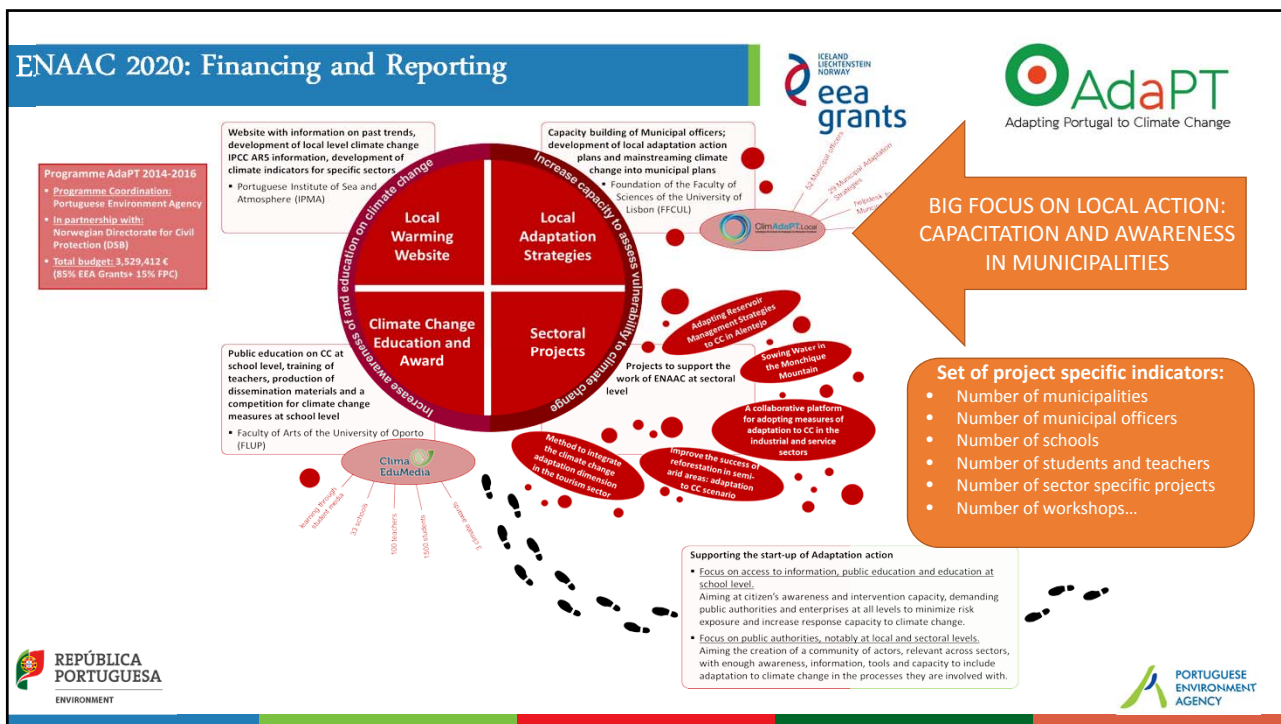 ENAAC 2020: Financing and Reporting
ICELAND
LIECHTENSTEIN
NORWAY
eea
grants
AdaPT
Adapting Portugal to Climate Change
Programme AdaPT 2014-2016
▪ Programme Coordination:
Portuguese Environment Agency
▪ In partnership with:
Norwegian Directorate for Civil
Protection (DSB)
▪ Total budget: 3,529,412 €
(85% EEA Grants+ 15% FPC)
Website with information on past trends,
development of local level climate change
IPCC AR5 information, development of
climate indicators for specific sectors
▪ Portuguese Institute of Sea and
Atmosphere (IPMA)
Capacity building of Municipal officers;
development of local adaptation action
plans and mainstreaming climate
change into municipal plans
▪ Foundation of the Faculty of
Sciences of the University of
Lisbon (FFCUL)
Increase awareness of and education on climate change
Increase capacity to assess vulnerability to climate change
Local
Warming
Website
Local
Adaptation
Strategies
Climate Change
Education and
Award
Sectoral
Projects
52 Municipal officers
29 Municipal Adaptation
Strategies
Helpdesk to
ClimAdaPT.Local
BIG FOCUS ON LOCAL ACTION:
CAPACITATION AND AWARENESS
IN MUNICIPALITIES
Public education on CC at
school level, training of
teachers, production of
dissemination materials and a
competition for climate change
measures at school level
▪ Faculty of Arts of the University of Oporto
(FLUP)
Projects to support the
work of ENAAC at sectoral
level
Adapting Reservoir
Management Strategies
to CC in Alentejo
Sowing Water in
the Monchique
Mountain
A collaborative platform
for adopting measures of
adaptation to CC in the
industrial and service
sectors
Improve the success of
reforestation in semi-
arid areas: adaptation
to CC scenario
Method to integrate
the climate change
adaptation dimension
in the tourism sector
Clima
EduMedia
learning through
student media
33 schools
100 teachers
1500 students
3 climate awards
Set of project specific indicators:
• Number of municipalities
• Number of municipal officers
• Number of schools
• Number of students and teachers
• Number of sector specific projects
• Number of workshops…
Supporting the start-up of Adaptation action
▪ Focus on access to information, public education and education at
school level.
Aiming at citizen's awareness and intervention capacity, demanding
public authorities and enterprises at all levels to minimize risk
exposure and increase response capacity to climate change.
▪ Focus on public authorities, notably at local and sectoral levels.
Aiming the creation of a community of actors, relevant across sectors,
with enough awareness, information, tools and capacity to include
adaptation to climate change in the processes they are involved with.
REPÚBLICA
PORTUGUESA
ENVIRONMENT
PORTUGUESE
ENVIRONMENT
AGENCY